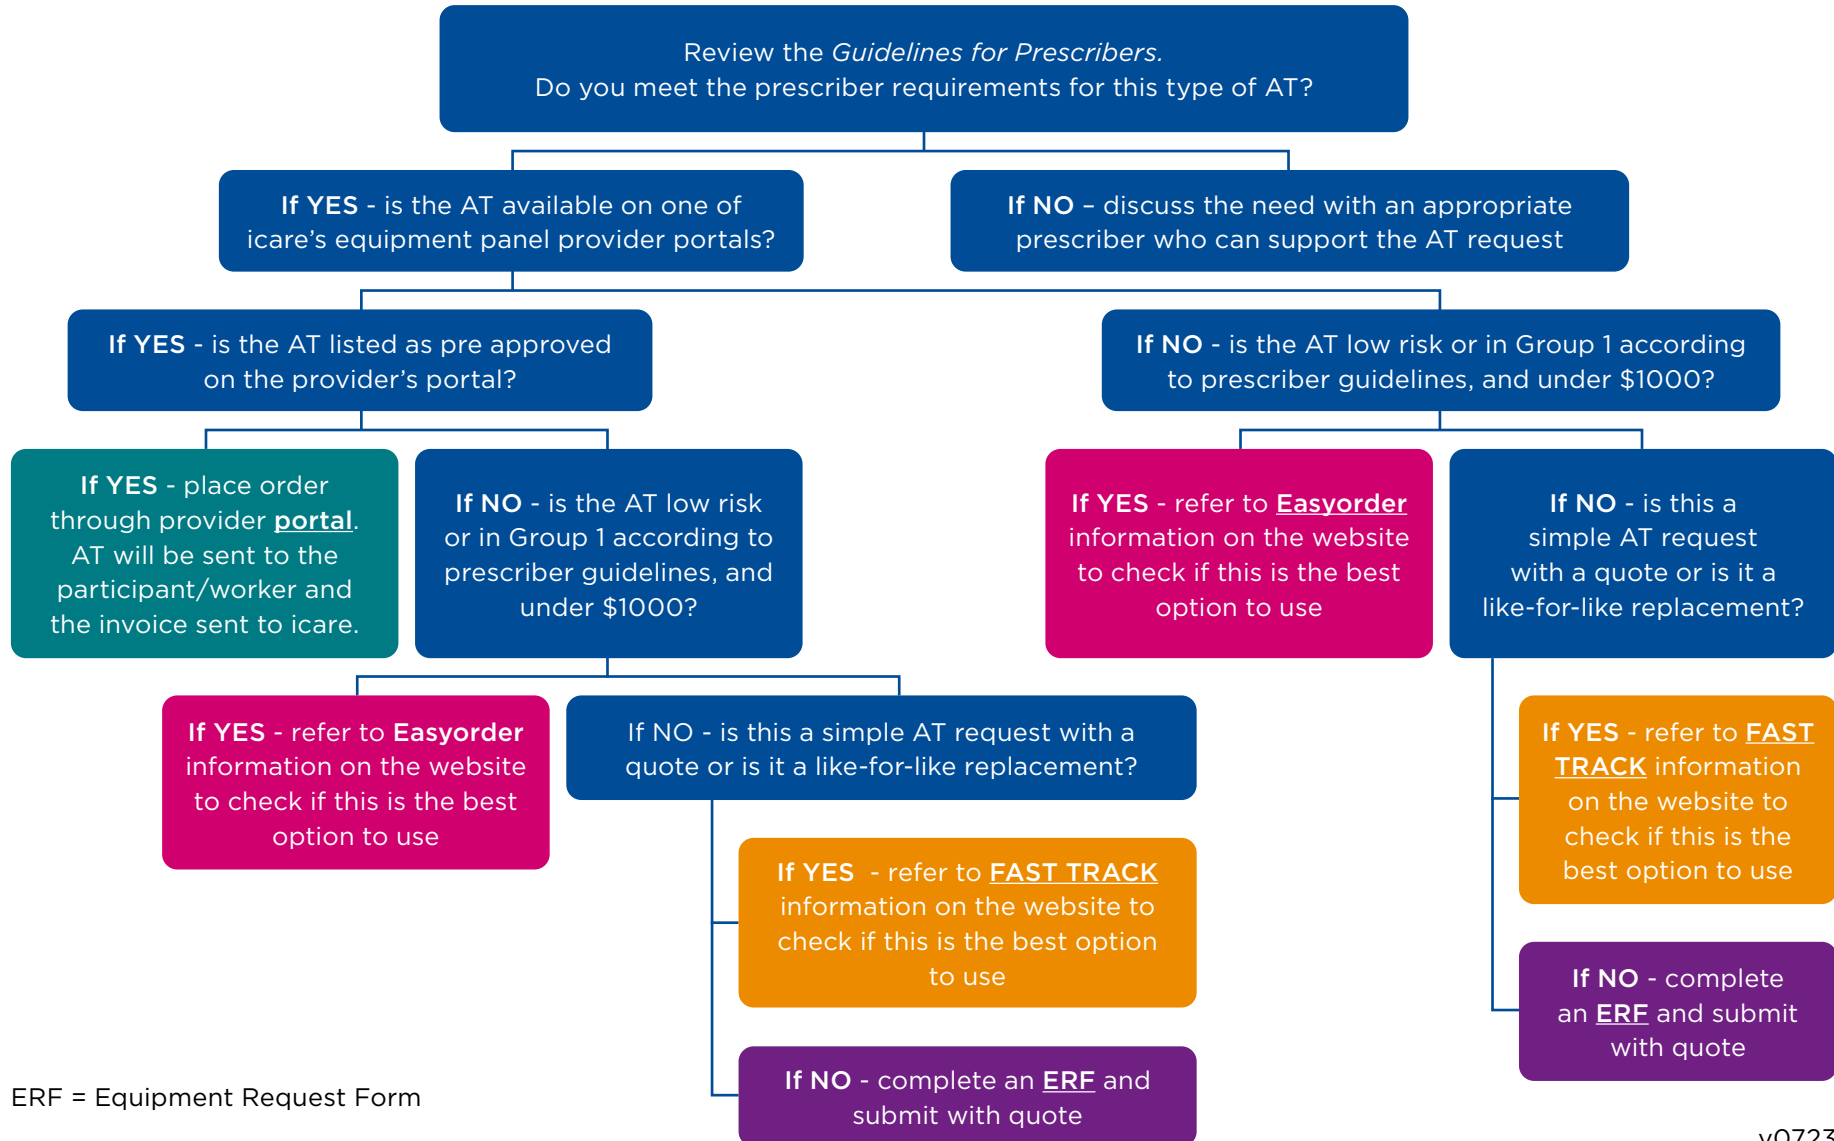 Review the Guidelines for Prescribers.
Do you meet the prescriber requirements for this type of AT?
If YES - is the AT available on one of
icare's equipment panel provider portals?
If NO – discuss the need with an appropriate
prescriber who can support the AT request
If YES - is the AT listed as pre approved
on the provider's portal?
If NO - is the AT low risk or in Group 1 according
to prescriber guidelines, and under $1000?
If YES - place order
through provider portal.
AT will be sent to the
participant/worker and
the invoice sent to icare.
If NO - is the AT low risk
or in Group 1 according to
prescriber guidelines, and
under $1000?
If YES - refer to Easyorder
information on the website
to check if this is the best
option to use
If NO - is this a
simple AT request
with a quote or is it a
like-for-like replacement?
If YES - refer to Easyorder
information on the website
to check if this is the best
option to use
If NO - is this a simple AT request with a
quote or is it a like-for-like replacement?
If YES - refer to FAST
TRACK information
on the website to
check if this is the
best option to use
If YES - refer to FAST TRACK
information on the website to
check if this is the best option
to use
If NO - complete
an ERF and submit
with quote
If NO - complete an ERF and
submit with quote
ERF = Equipment Request Form
v0723